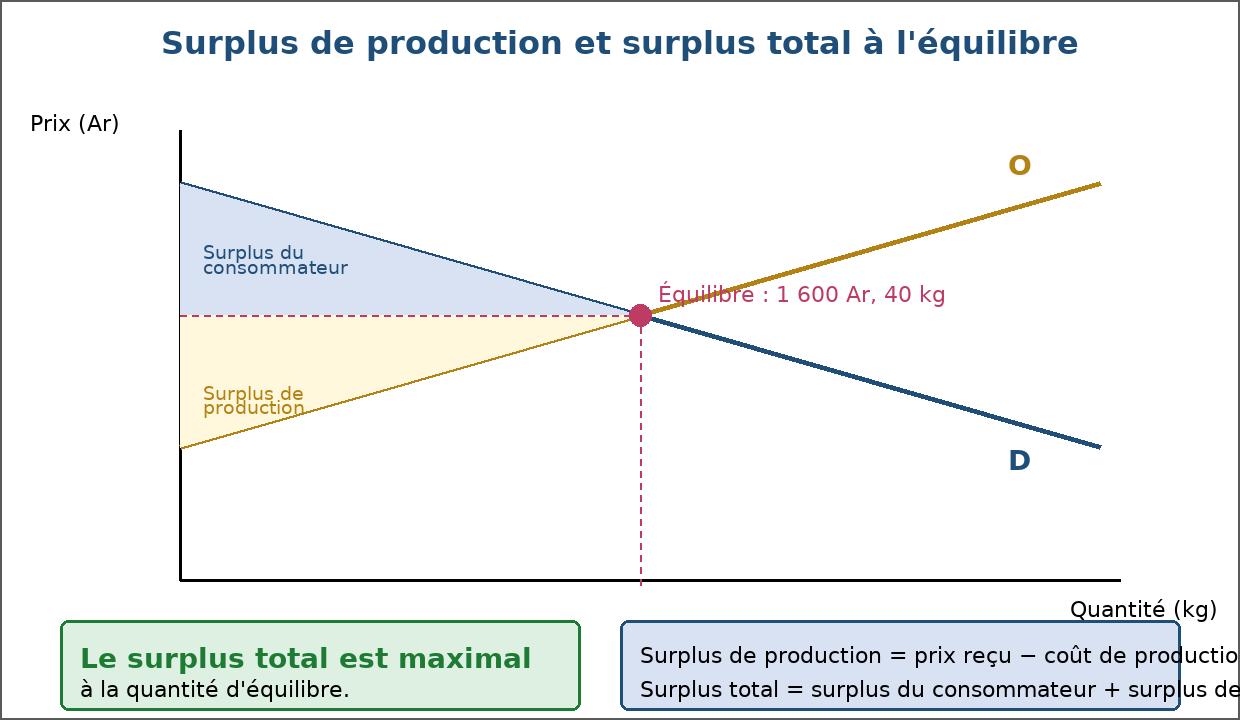 Surplus de production et surplus total à l'équilibre
Prix (Ar)
O
Surplus du
consommateur
Équilibre : 1 600 Ar, 40 kg
Surplus de
production
D
Quantité (kg)
Le surplus total est maximal
à la quantité d'équilibre.
Surplus de production = prix reçu − coût de productio
Surplus total = surplus du consommateur + surplus de